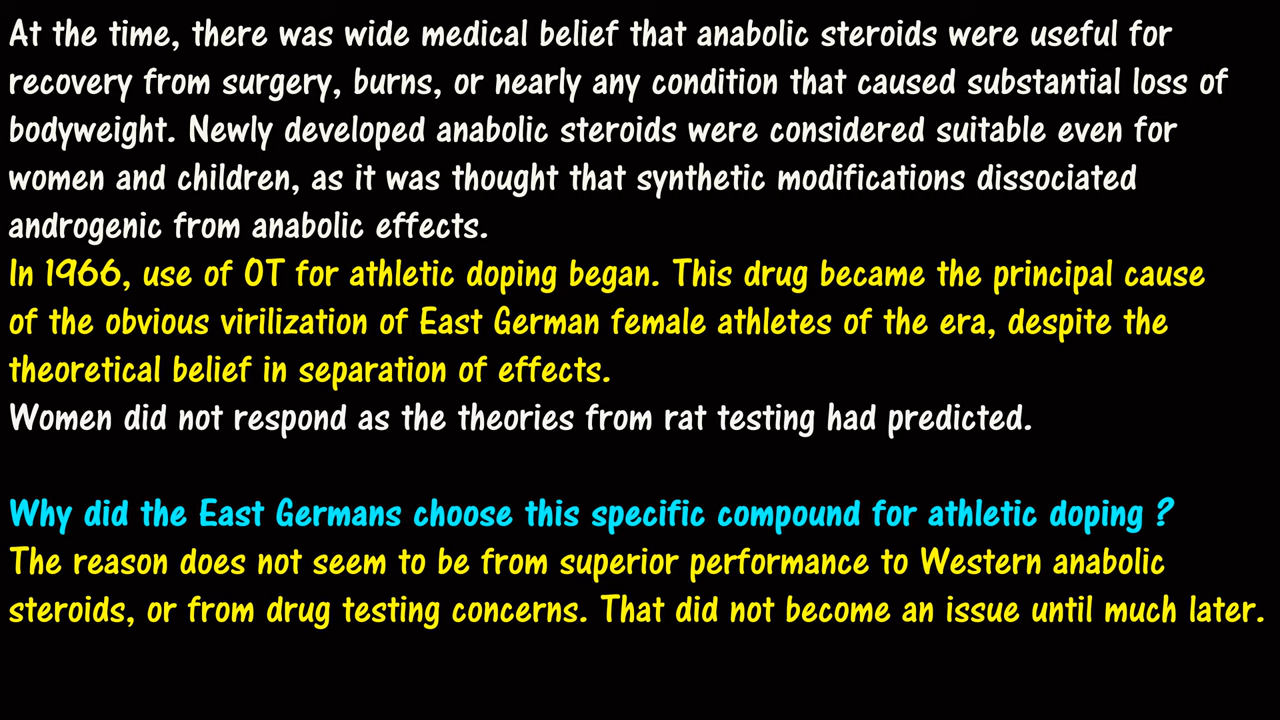 At the time, there was wide medical belief that anabolic steroids were useful for
recovery from surgery, burns, or nearly any condition that caused substantial loss of
bodyweight. Newly developed anabolic steroids were considered suitable even for
women and children, as it was thought that synthetic modifications dissociated
androgenic from anabolic effects.
In 1966, use of OT for athletic doping began. This drug became the principal cause
of the obvious virilization of East German female athletes of the era, despite the
theoretical belief in separation of effects.
Women did not respond as the theories from rat testing had predicted.
Why did the East Germans choose this specific compound for athletic doping ?
The reason does not seem to be from superior performance to Western anabolic
steroids, or from drug testing concerns. That did not become an issue until much later.